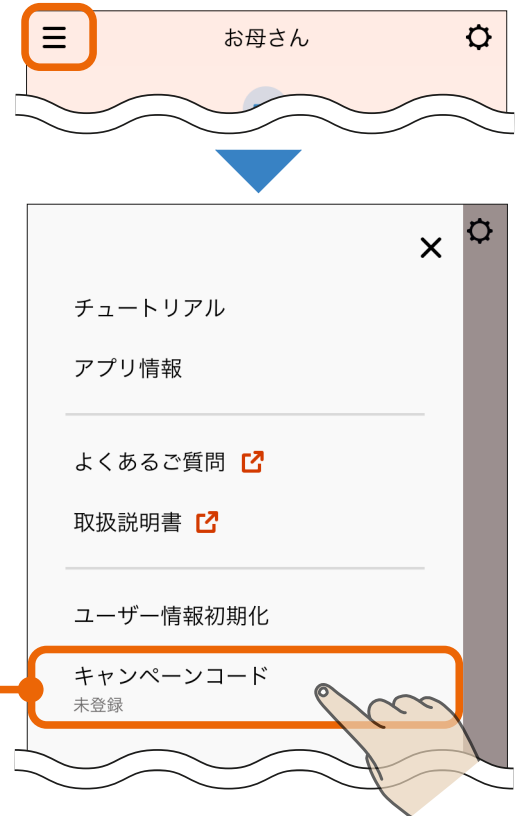 お母さん
チュートリアル
アプリ情報
よくあるご質問
取扱説明書
ユーザー情報初期化
キャンペーンコード
未登録